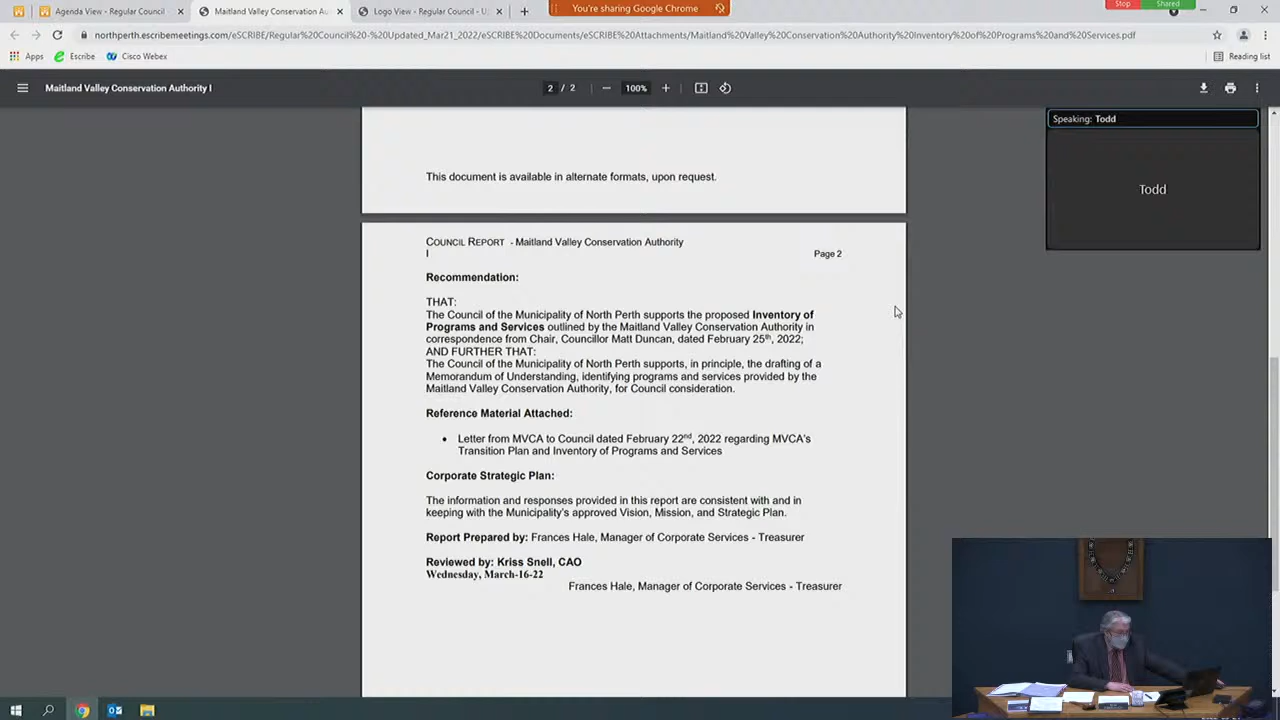 Agenda View - Regular Council
Maitland Valley Conservation Au
Logo View - Regular Council - U
You're sharing Google Chrome
Stop
Shared
northperth.escribemeetings.com/eSCRIBE/Regular%20Council%20-%20Updated_Mar21_2022/eSCRIBE%20Documents/eSCRIBE%20Attachments/Maitland%20Valley%20Conservation%20Authority%20Inventory%20of%20Programs%20and%20Services.pdf
Apps
Escribe
Cisco Webex
Reading list
Maitland Valley Conservation Authority I
2 / 2
100%
Speaking: Todd
Todd
This document is available in alternate formats, upon request.
COUNCIL REPORT - Maitland Valley Conservation Authority
I
Page 2
Recommendation:
THAT:
The Council of the Municipality of North Perth supports the proposed Inventory of
Programs and Services outlined by the Maitland Valley Conservation Authority in
correspondence from Chair, Councillor Matt Duncan, dated February 25th, 2022;
AND FURTHER THAT:
The Council of the Municipality of North Perth supports, in principle, the drafting of a
Memorandum of Understanding, identifying programs and services provided by the
Maitland Valley Conservation Authority, for Council consideration.
Reference Material Attached:
• Letter from MVCA to Council dated February 22nd, 2022 regarding MVCA's
Transition Plan and Inventory of Programs and Services
Corporate Strategic Plan:
The information and responses provided in this report are consistent with and in
keeping with the Municipality's approved Vision, Mission, and Strategic Plan.
Report Prepared by: Frances Hale, Manager of Corporate Services - Treasurer
Reviewed by: Kriss Snell, CAO
Wednesday, March-16-22
Frances Hale, Manager of Corporate Services - Treasurer